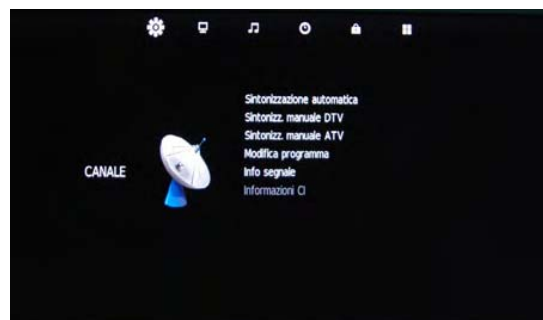 Sintonizzazione automatica
Sintonizz. manuale DTV
Sintonizz. manuale ATV
Modifica programma
CANALE
Info segnale
Informazioni CI